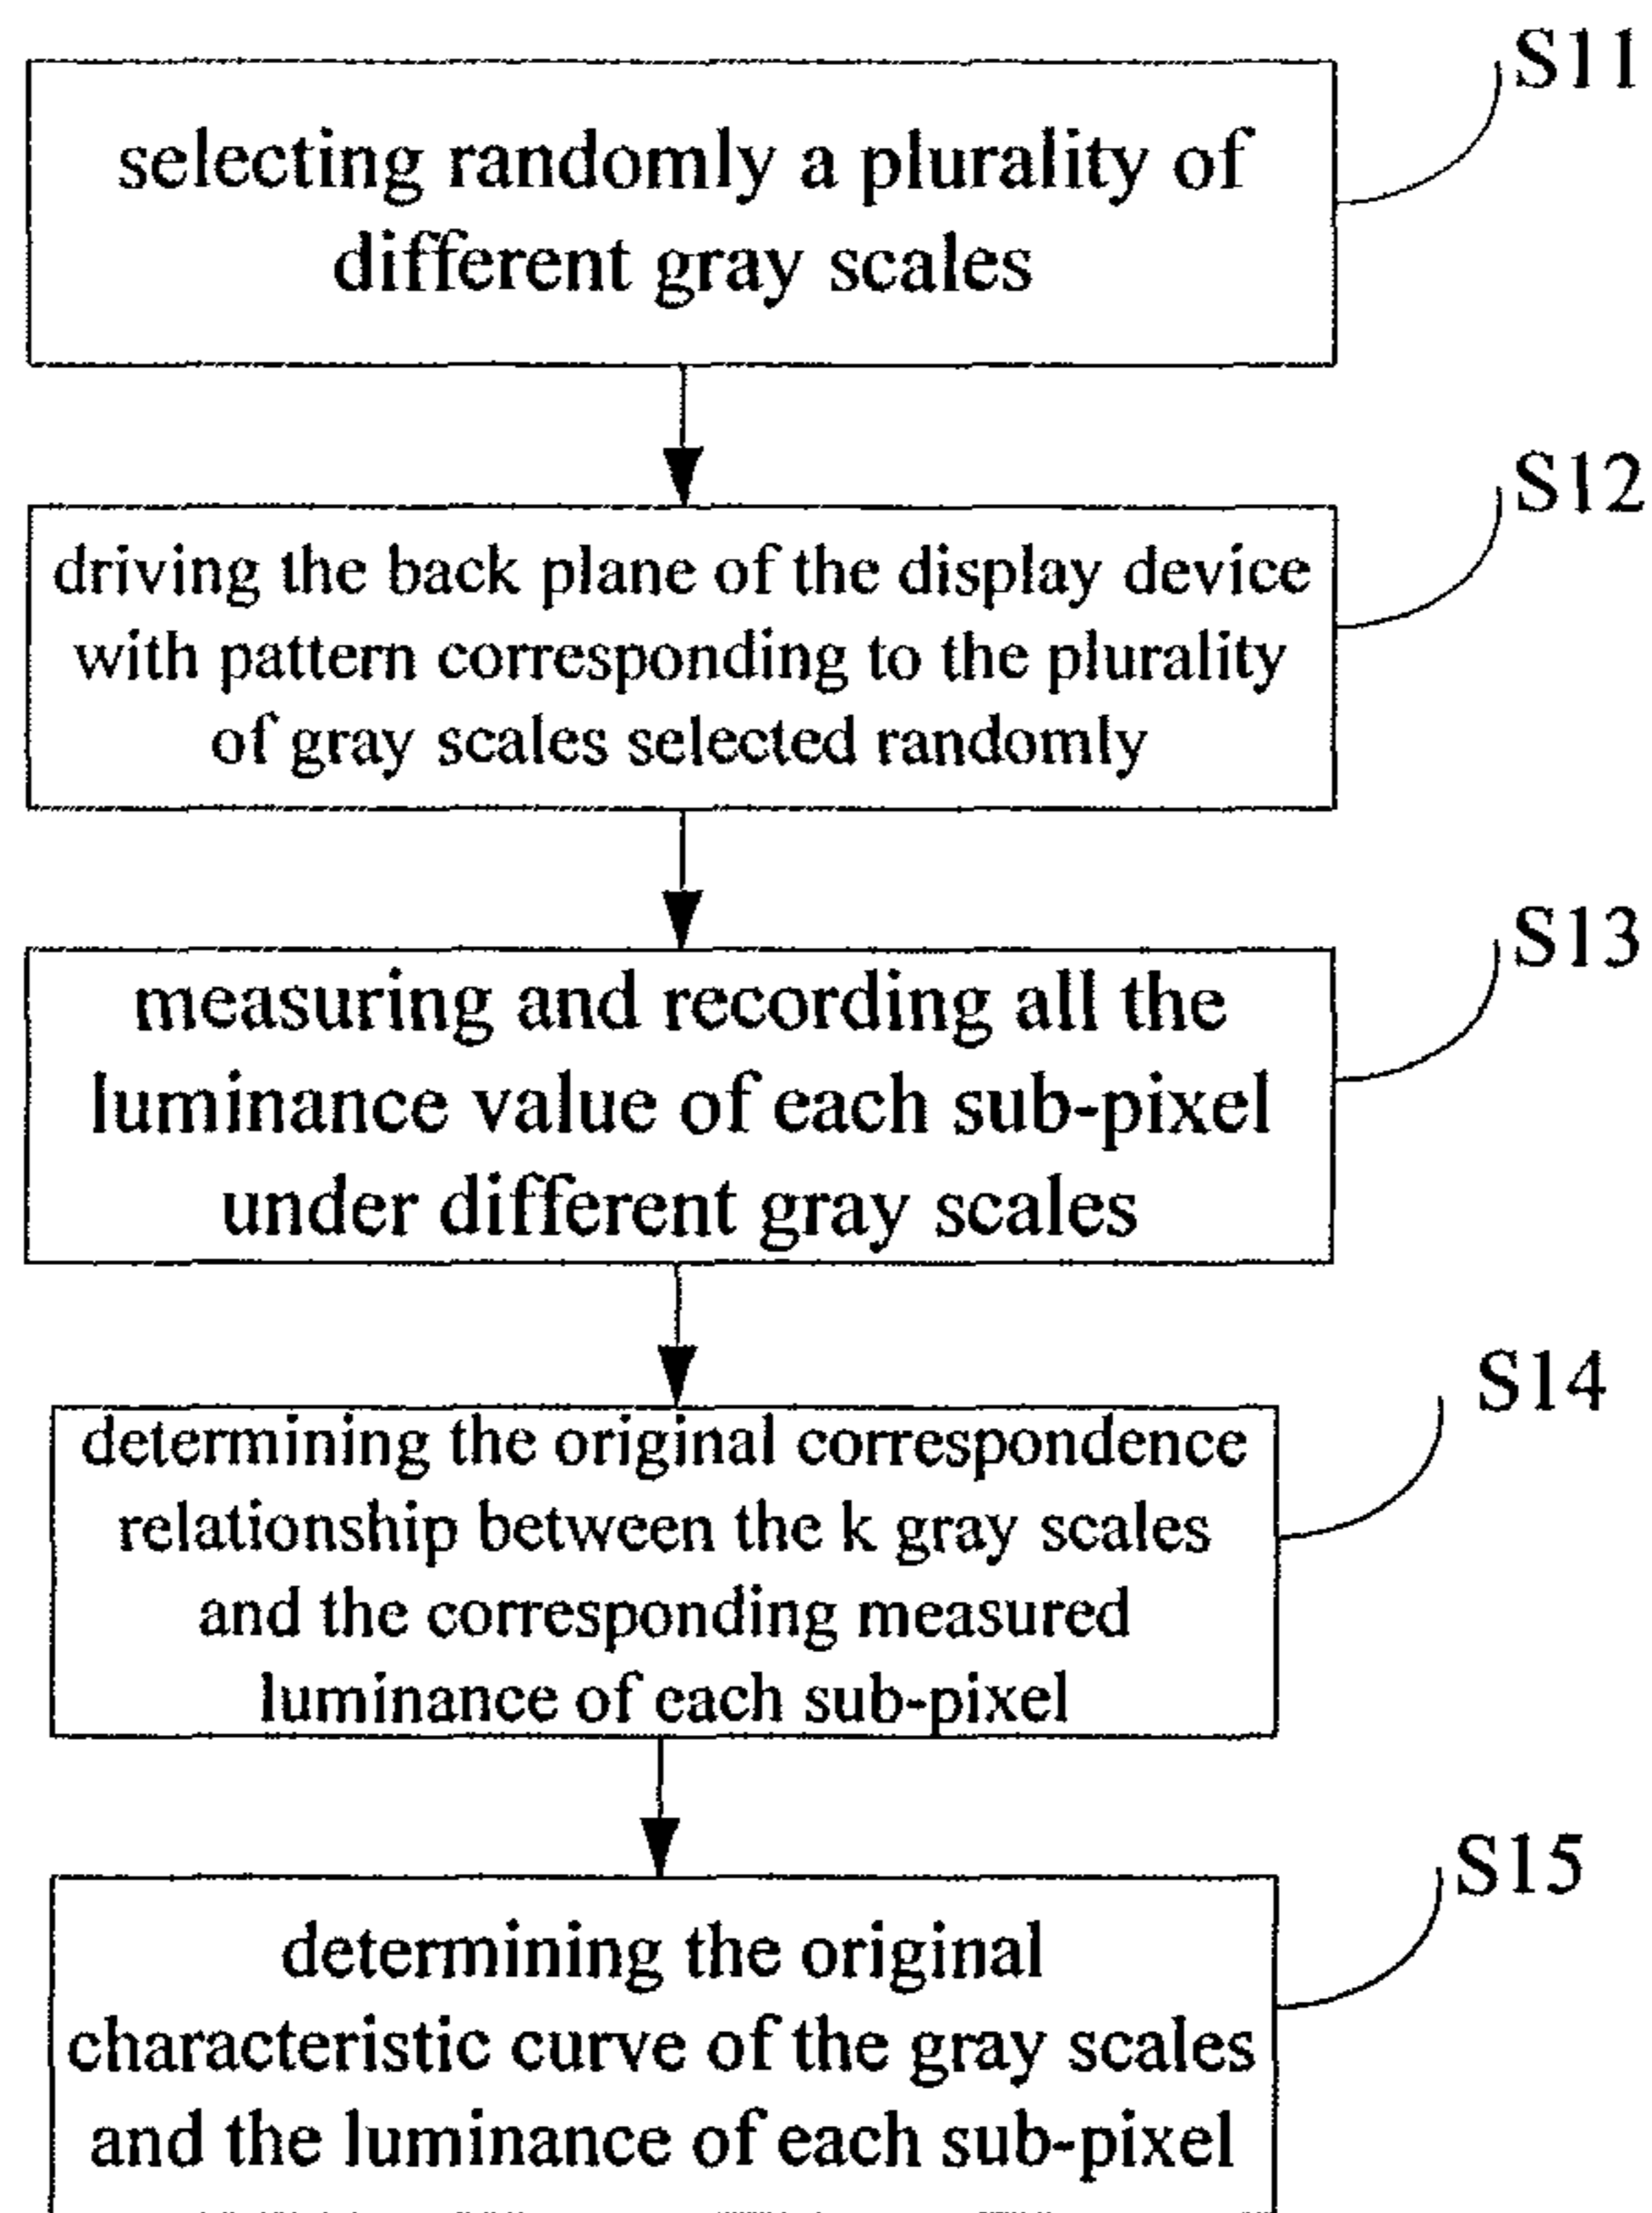 S11
selecting randomly a plurality of
different gray scales
S12
driving the back plane of the display device
with pattern corresponding to the plurality
of gray scales selected randomly
S13
measuring and recording all the
luminance value of each sub-pixel
under different gray scales
S14
determining the original correspondence
relationship between the k gray scales
and the corresponding measured
luminance of each sub-pixel
S15
determining the original
characteristic curve of the gray scales
and the luminance of each sub-pixel